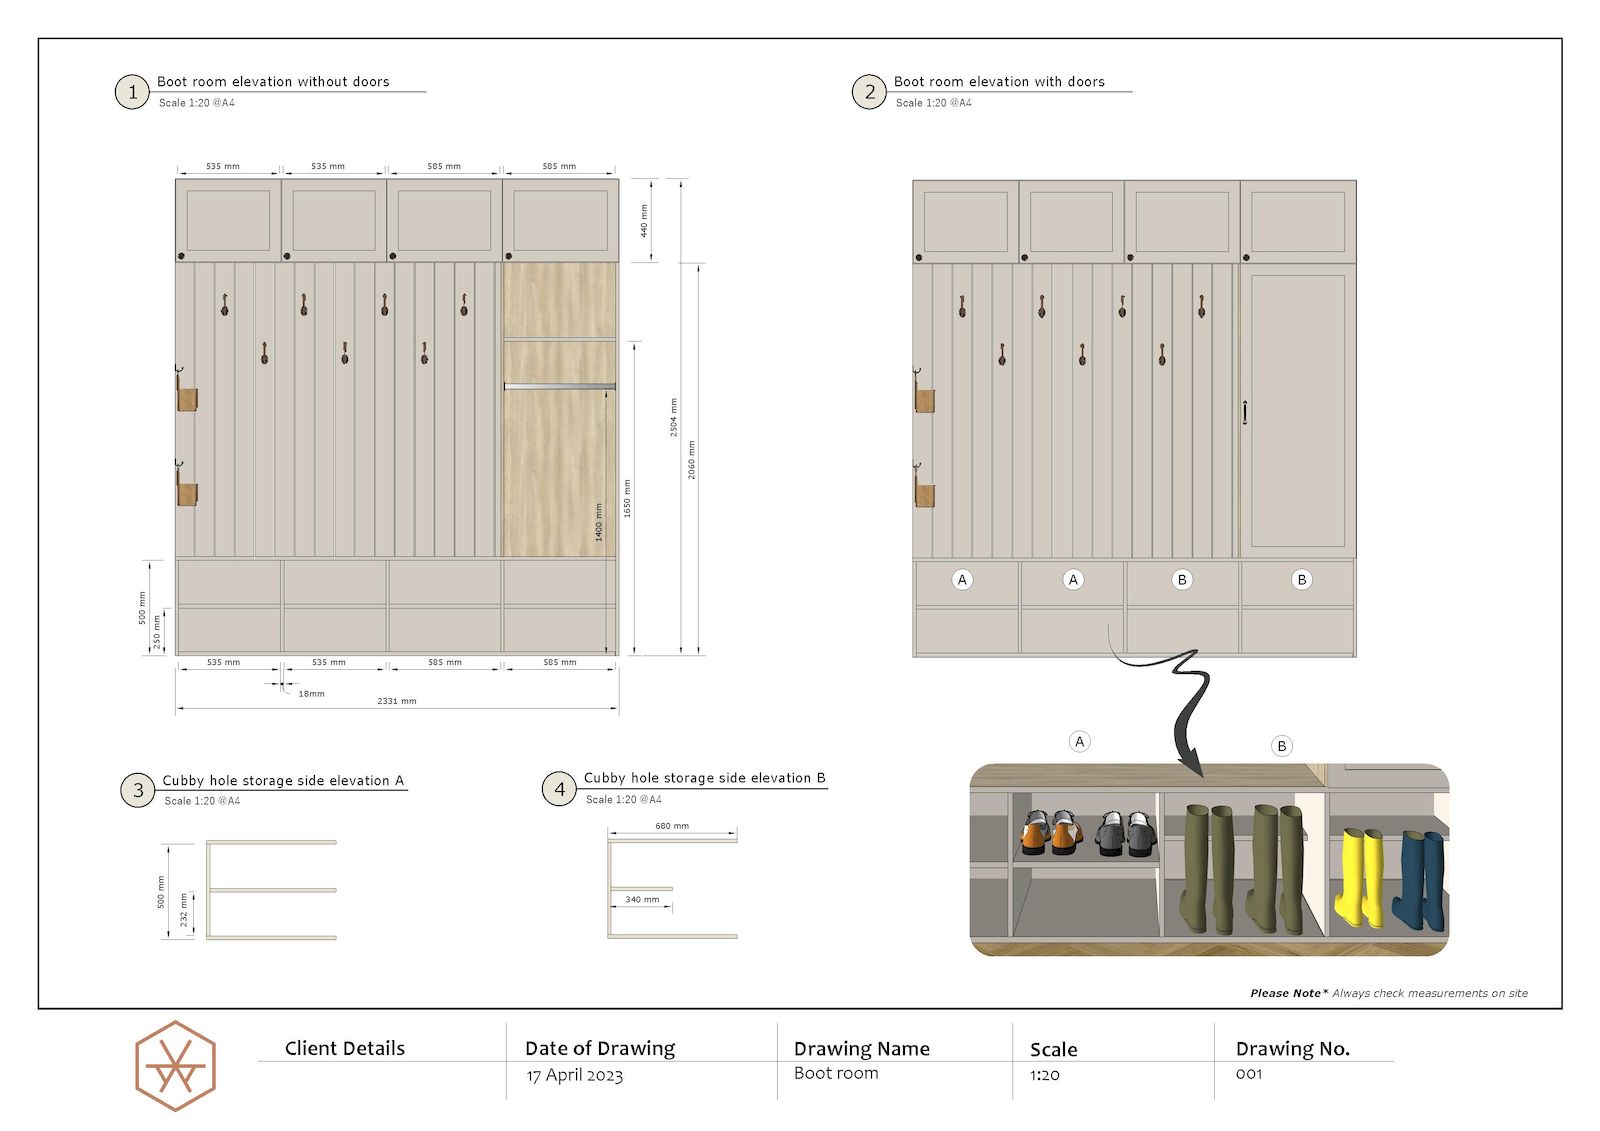 1 Boot room elevation without doors
Scale 1:20 @A4
2 Boot room elevation with doors
Scale 1:20 @A4
535 mm 535 mm 585 mm 585 mm
440 mm
2504 mm
2060 mm
1650 mm
1400 mm
500 mm
250 mm
535 mm 535 mm 585 mm 585 mm
18mm
2331 mm
A A B B
A B
3 Cubby hole storage side elevation A
Scale 1:20 @A4
500 mm
232 mm
4 Cubby hole storage side elevation B
Scale 1:20 @A4
680 mm
340 mm
Please Note* Always check measurements on site
Client Details
Date of Drawing
17 April 2023
Drawing Name
Boot room
Scale
1:20
Drawing No.
001